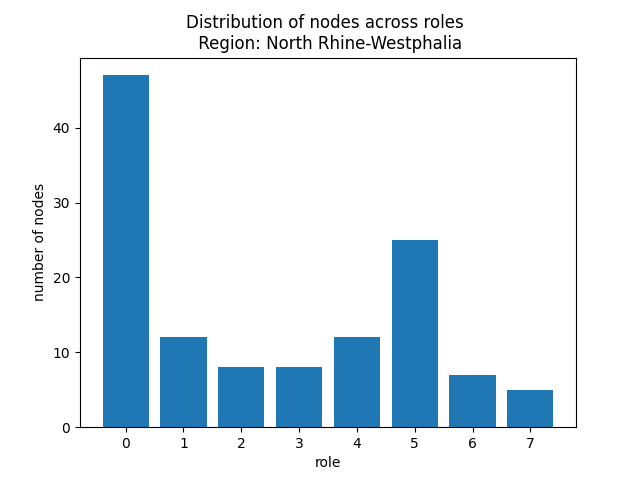 Distribution of nodes across roles
Region: North Rhine-Westphalia
number of nodes
40
30
20
10
0
0 1 2 3 4 5 6 7
role